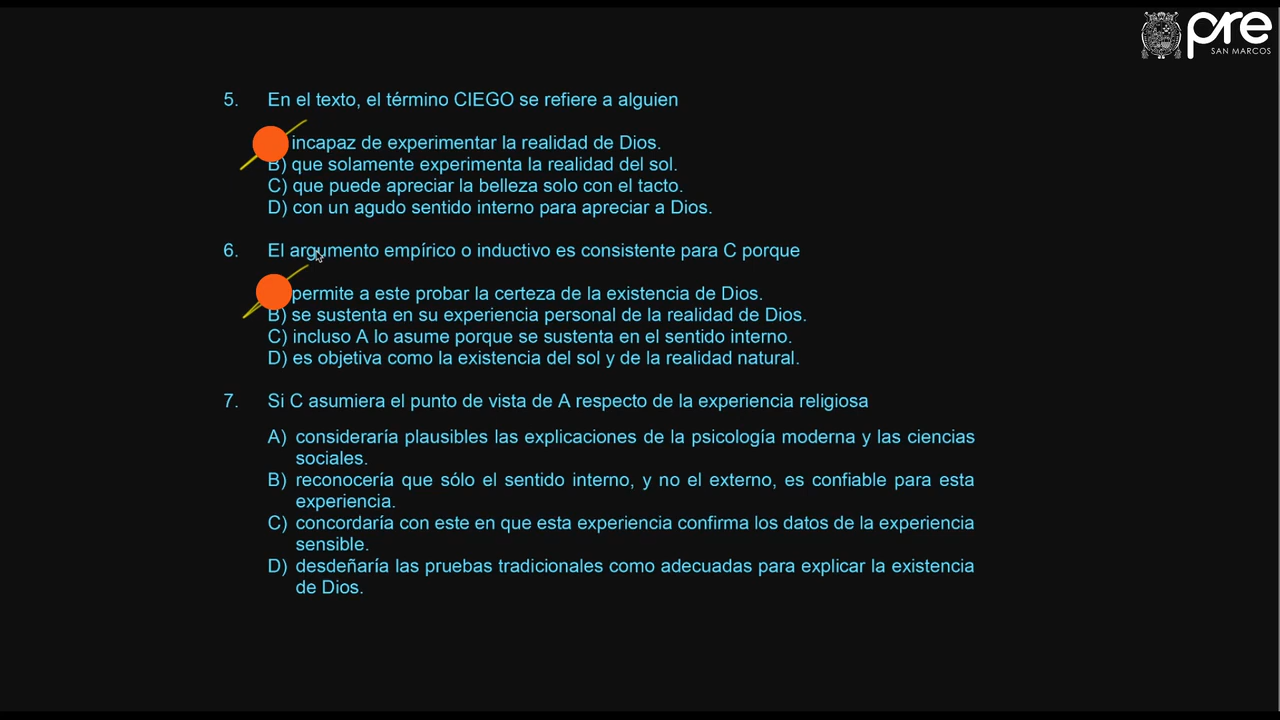 pre
SAN MARCOS
5. En el texto, el término CIEGO se refiere a alguien
incapaz de experimentar la realidad de Dios.
B) que solamente experimenta la realidad del sol.
C) que puede apreciar la belleza solo con el tacto.
D) con un agudo sentido interno para apreciar a Dios.
6. El argumento empírico o inductivo es consistente para C porque
permite a este probar la certeza de la existencia de Dios.
B) se sustenta en su experiencia personal de la realidad de Dios.
C) incluso A lo asume porque se sustenta en el sentido interno.
D) es objetiva como la existencia del sol y de la realidad natural.
7. Si C asumiera el punto de vista de A respecto de la experiencia religiosa
A) consideraría plausibles las explicaciones de la psicología moderna y las ciencias
sociales.
B) reconocería que sólo el sentido interno, y no el externo, es confiable para esta
experiencia.
C) concordaría con este en que esta experiencia confirma los datos de la experiencia
sensible.
D) desdeñaría las pruebas tradicionales como adecuadas para explicar la existencia
de Dios.